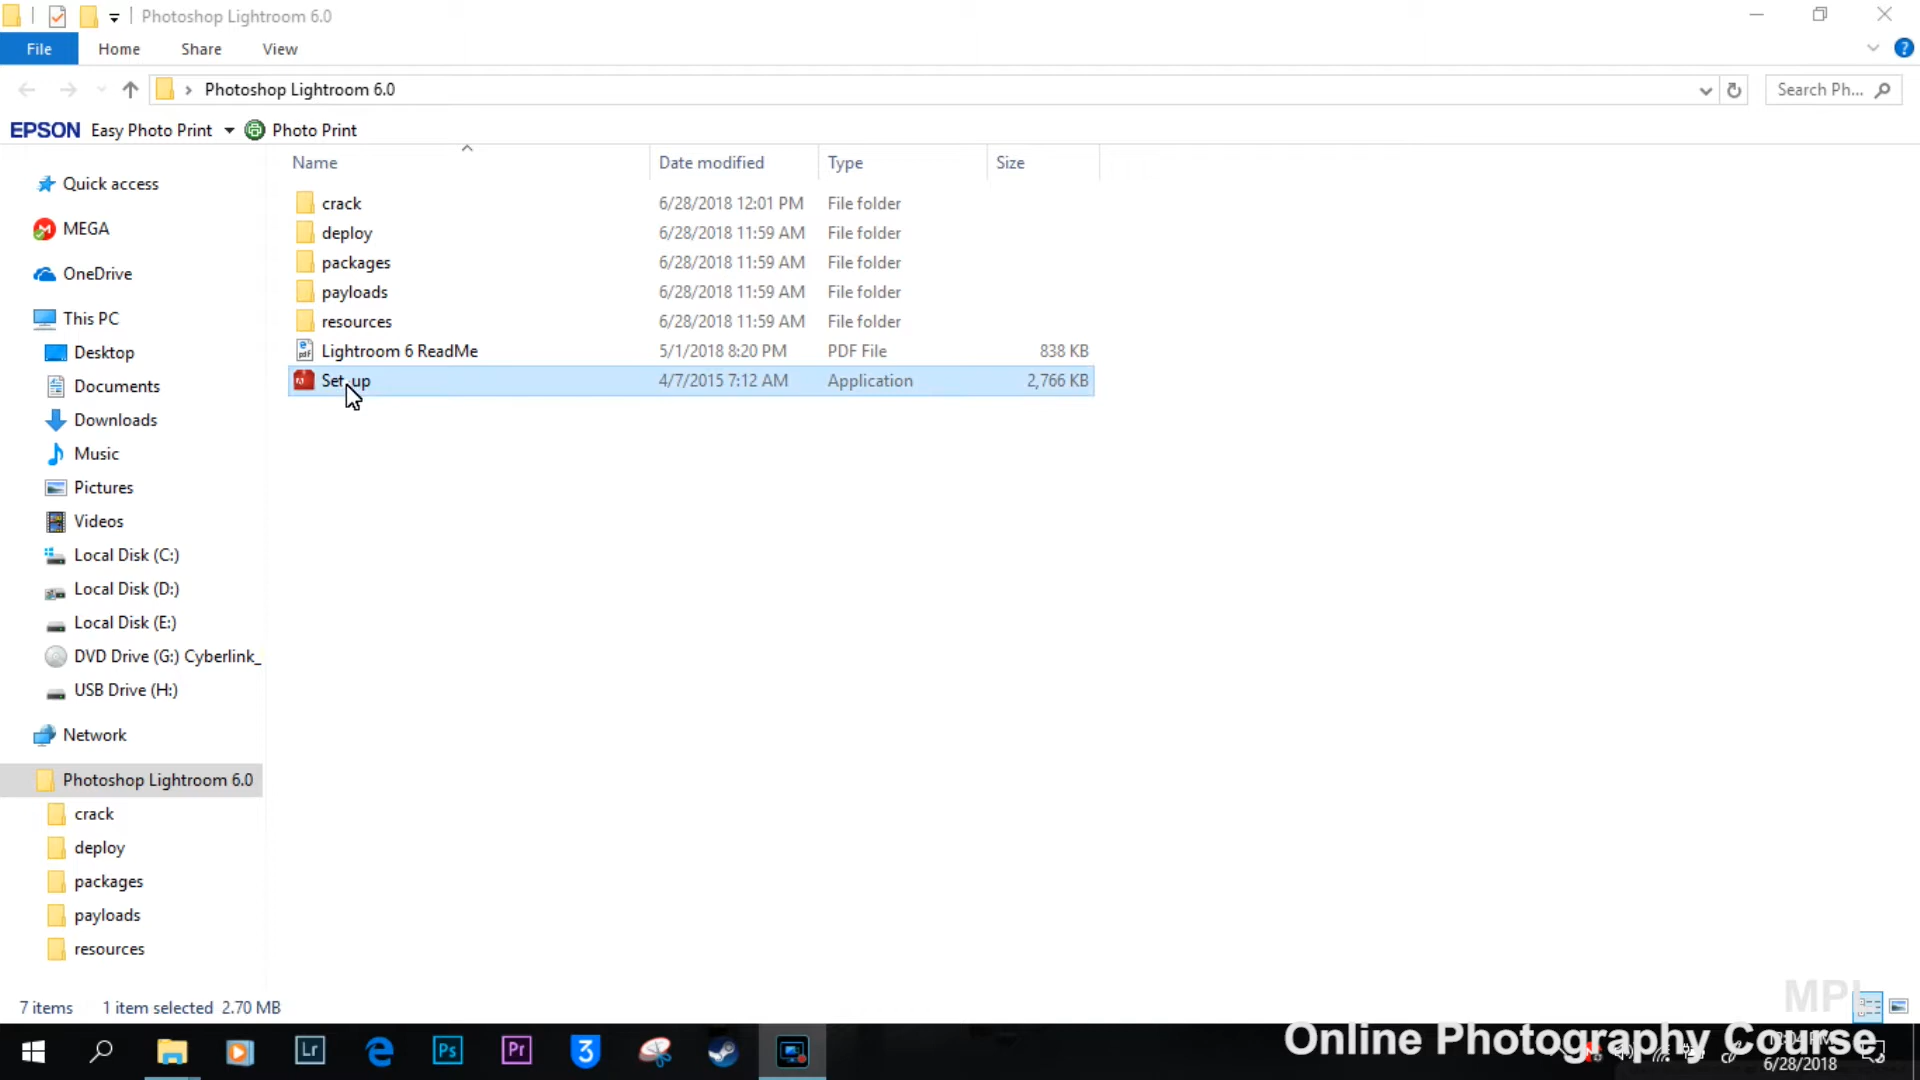 Photoshop Lightroom 6.0
File Home Share View
Photoshop Lightroom 6.0 Search Ph...
EPSON Easy Photo Print Photo Print
Name Date modified Type Size
Quick access
MEGA
OneDrive
This PC
Desktop
Documents
Downloads
Music
Pictures
Videos
Local Disk (C:)
Local Disk (D:)
Local Disk (E:)
DVD Drive (G:) Cyberlink_
USB Drive (H:)
Network
Photoshop Lightroom 6.0
crack
deploy
packages
payloads
resources
crack 6/28/2018 12:01 PM File folder
deploy 6/28/2018 11:59 AM File folder
packages 6/28/2018 11:59 AM File folder
payloads 6/28/2018 11:59 AM File folder
resources 6/28/2018 11:59 AM File folder
Lightroom 6 ReadMe 5/1/2018 8:20 PM PDF File 838 KB
Set-up 4/7/2015 7:12 AM Application 2,766 KB
7 items 1 item selected 2.70 MB
MPI
Lr Ps Pr 3
Online Photography Course
6/28/2018